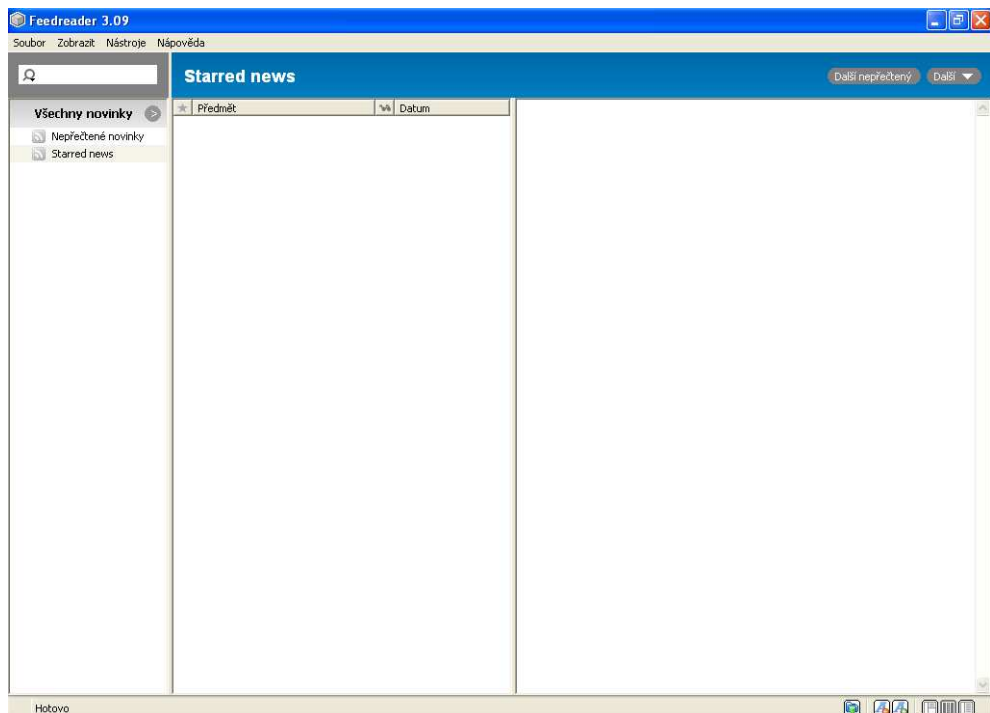 Feedreader 3.09
Soubor Zobrazit Nástroje Nápověda
Starred news
Další nepřečtený Další
Všechny novinky
Předmět Datum
Nepřečtené novinky
Starred news
Hotovo